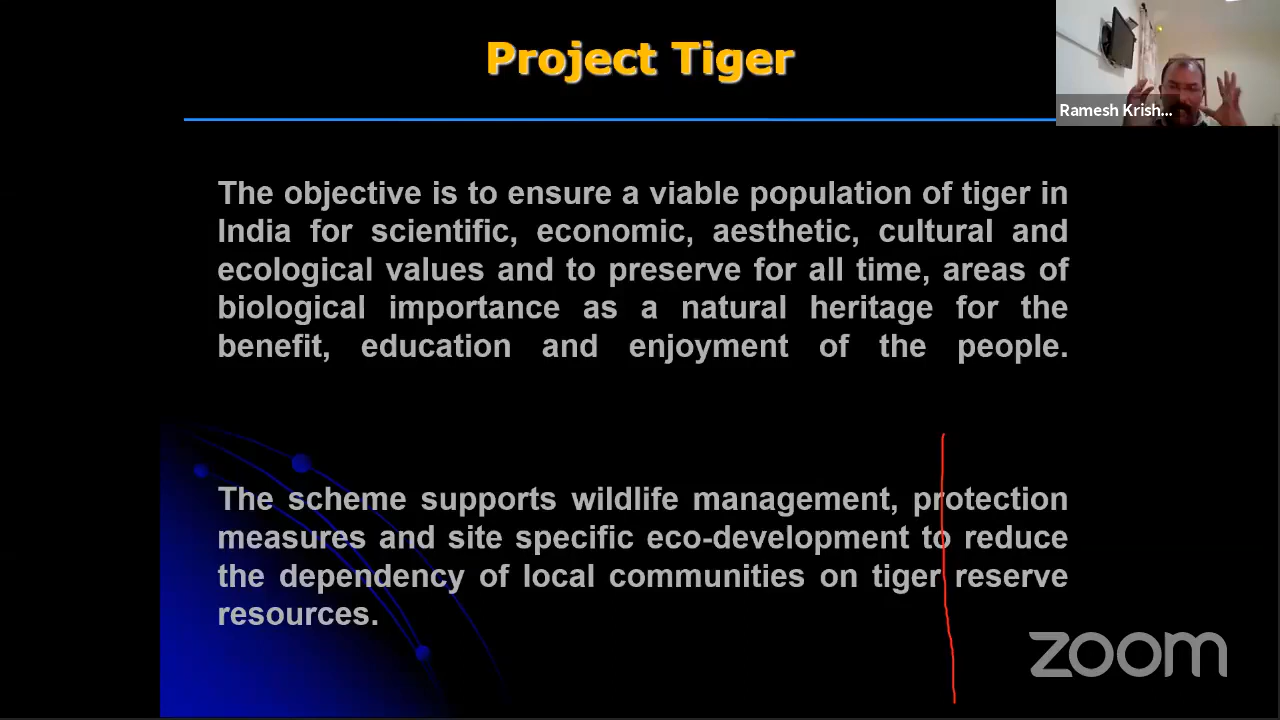 Project Tiger
Ramesh Krish...
The objective is to ensure a viable population of tiger in
India for scientific, economic, aesthetic, cultural and
ecological values and to preserve for all time, areas of
biological importance as a natural heritage for the
benefit, education and enjoyment of the people.
The scheme supports wildlife management, protection
measures and site specific eco-development to reduce
the dependency of local communities on tiger reserve
resources.
zoom